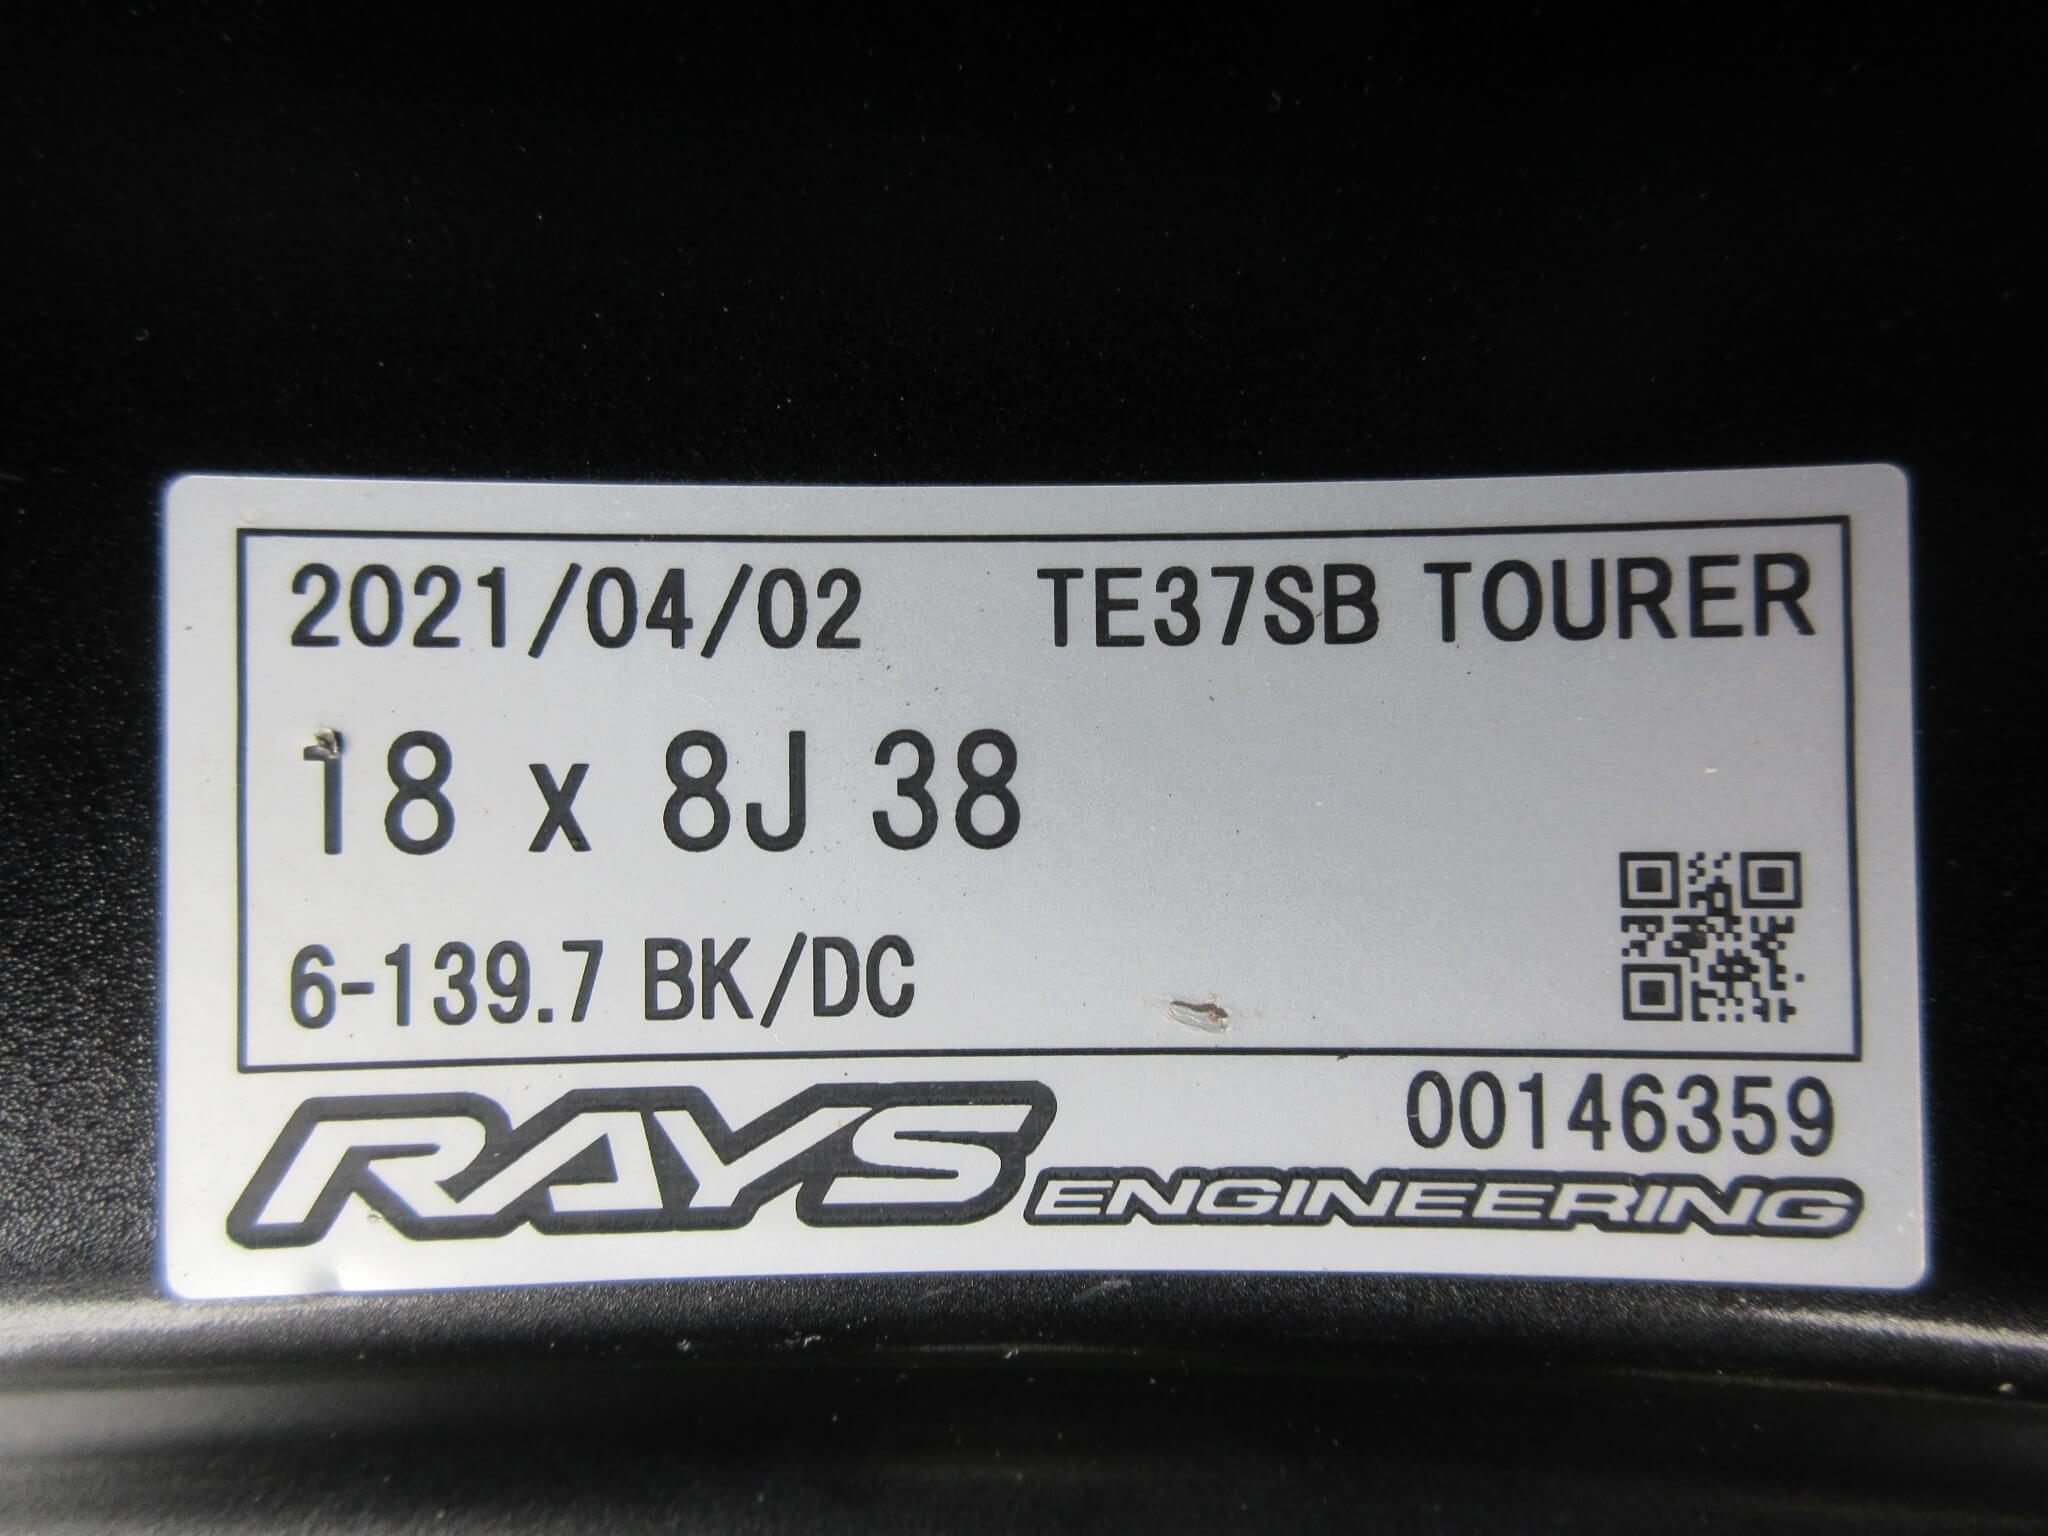 2021/04/02 TE37SB TOURER
18 x 8J 38
6-139.7 BK/DC
00146359
RAYS ENGINEERING